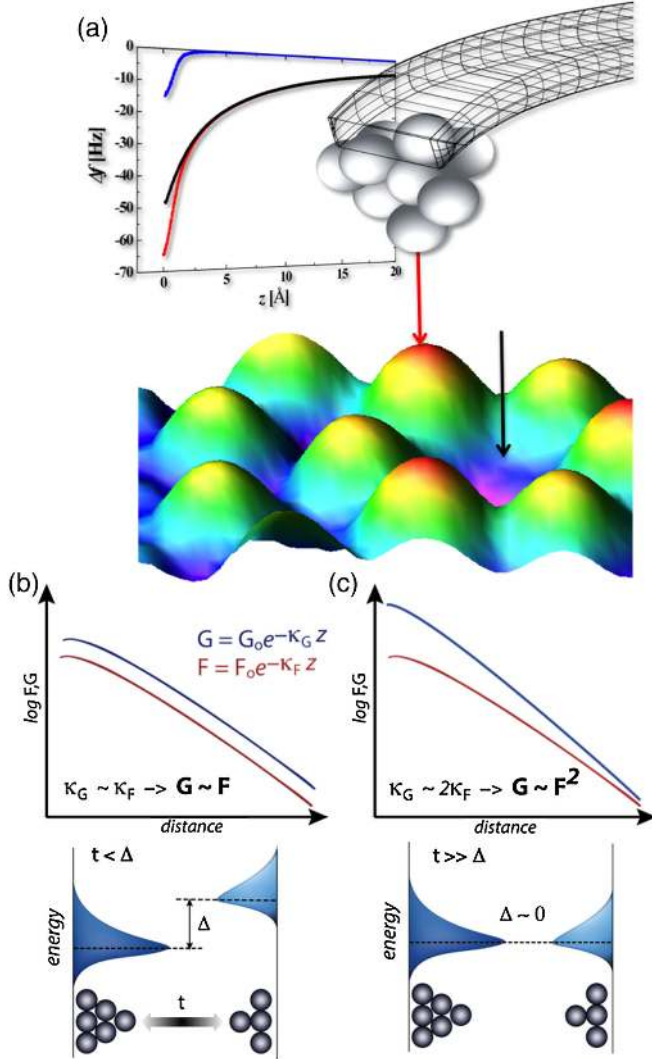 (a)
0
-10
-20
-30
-40
-50
-60
-70
Δf [Hz]
0 5 10 15 20
z [Å]
(b)
G = G₀e^−κ_G z
F = F₀e^−κ_F z
log F,G
κ_G ~ κ_F –> G ~ F
distance
(c)
log F,G
κ_G ~ 2κ_F –> G ~ F²
distance
t < Δ
energy
Δ
t
t >> Δ
energy
Δ ~ 0